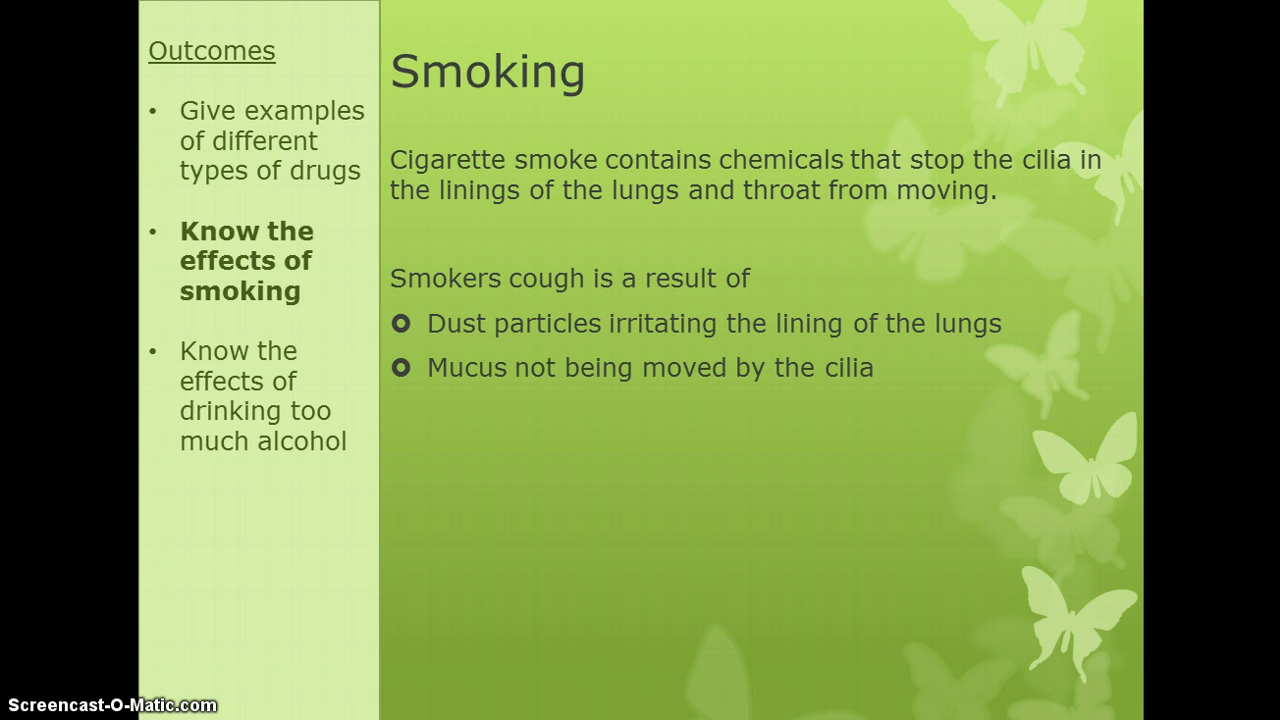 Outcomes
• Give examples
of different
types of drugs
• Know the
effects of
smoking
• Know the
effects of
drinking too
much alcohol
Smoking
Cigarette smoke contains chemicals that stop the cilia in
the linings of the lungs and throat from moving.
Smokers cough is a result of
Dust particles irritating the lining of the lungs
Mucus not being moved by the cilia
Screencast-O-Matic.com